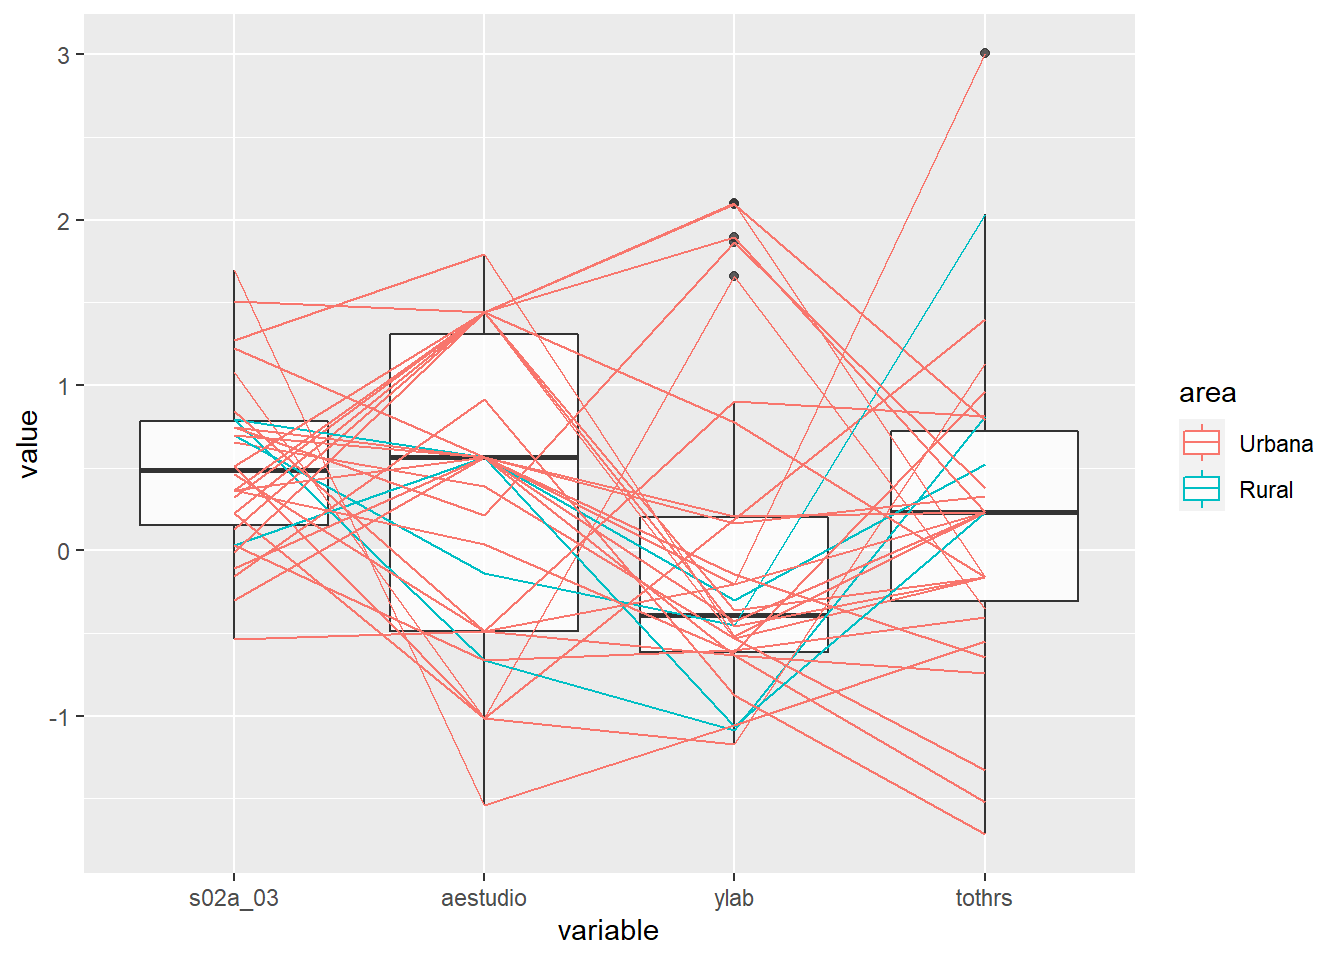 3
2
1
0
-1
value
s02a_03
aestudio
ylab
tothrs
variable
area
Urbana
Rural